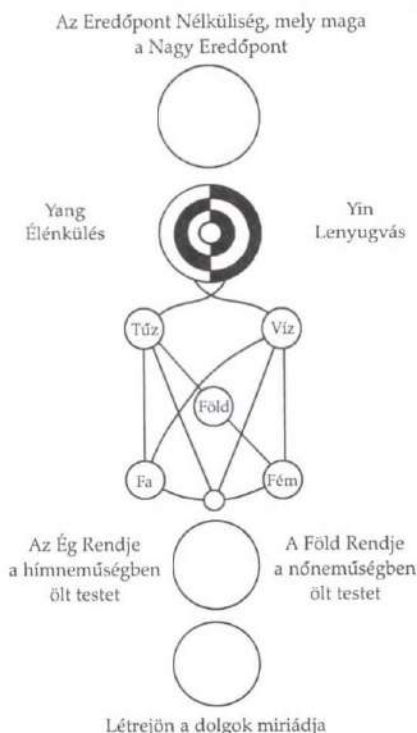 Az Eredőpont Nélküliség, mely maga
a Nagy Eredőpont
Yang
Élénkülés
Yin
Lenyugvás
Tűz
Víz
Föld
Fa
Fém
Az Ég Rendje
a hímneműségben
ölt testet
A Föld Rendje
a nőneműségben
ölt testet
Létrejön a dolgok miriádja